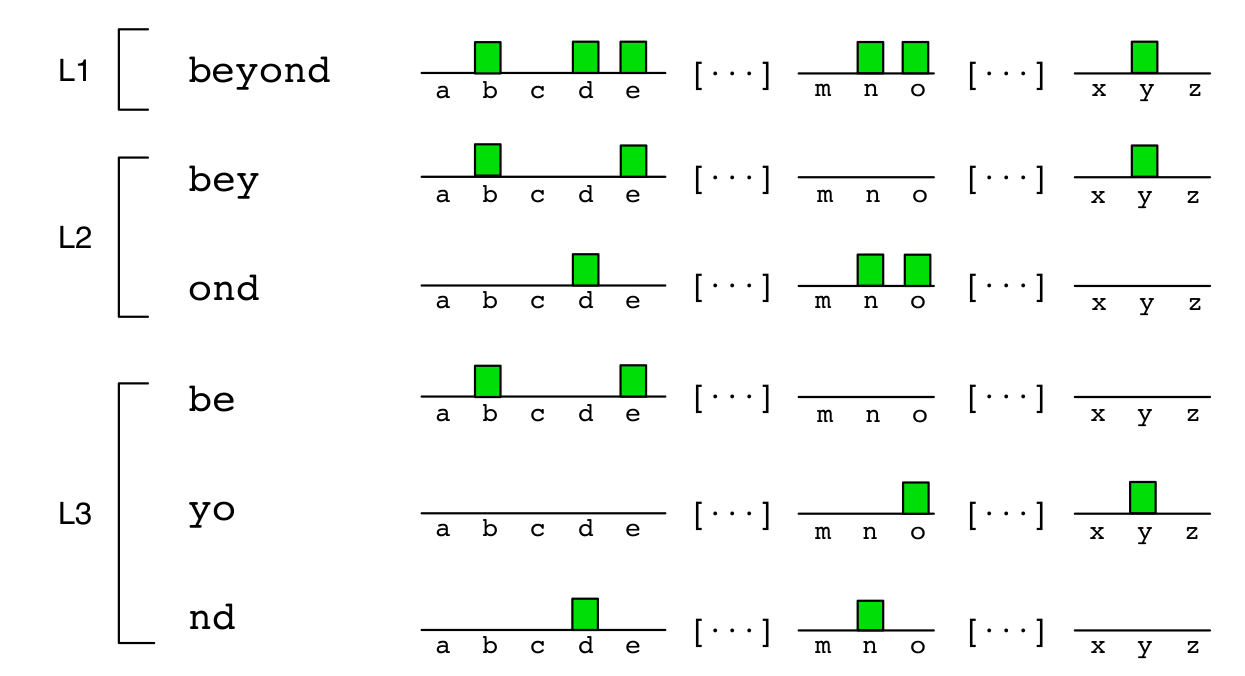 L1 beyond a b c d e [···] m n o [···] x y z
L2
bey a b c d e [···] m n o [···] x y z
ond a b c d e [···] m n o [···] x y z
L3
be a b c d e [···] m n o [···] x y z
yo a b c d e [···] m n o [···] x y z
nd a b c d e [···] m n o [···] x y z